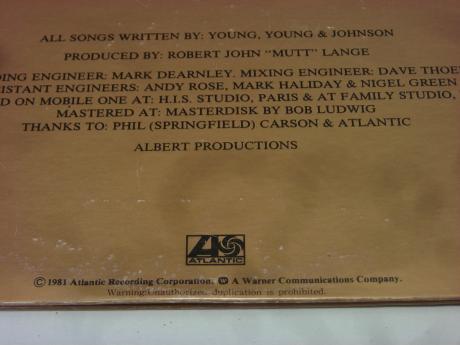 ALL SONGS WRITTEN BY: YOUNG, YOUNG & JOHNSON
PRODUCED BY: ROBERT JOHN "MUTT" LANGE
DING ENGINEER: MARK DEARNLEY. MIXING ENGINEER: DAVE THOE
ISTANT ENGINEERS: ANDY ROSE, MARK HALIDAY & NIGEL GREEN
D ON MOBILE ONE AT: H.I.S. STUDIO, PARIS & AT FAMILY STUDIO,
MASTERED AT: MASTERDISK BY BOB LUDWIG
THANKS TO: PHIL (SPRINGFIELD) CARSON & ATLANTIC
ALBERT PRODUCTIONS
ATLANTIC
© 1981 Atlantic Recording Corporation. W A Warner Communications Company.
Warning: Unauthorized duplication is prohibited.